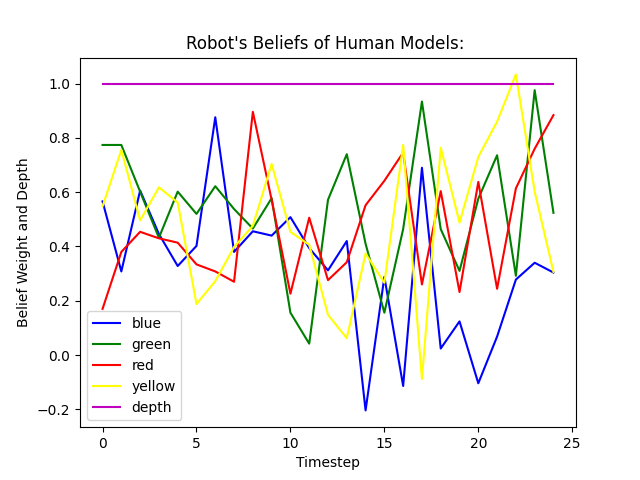 Robot's Beliefs of Human Models:
Belief Weight and Depth
1.0
0.8
0.6
0.4
0.2
0.0
−0.2
blue
green
red
yellow
depth
0 5 10 15 20 25
Timestep